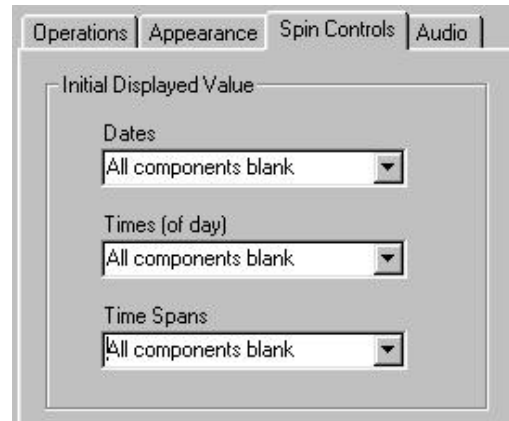 Operations Appearance Spin Controls Audio
Initial Displayed Value
Dates
All components blank
Times (of day)
All components blank
Time Spans
All components blank